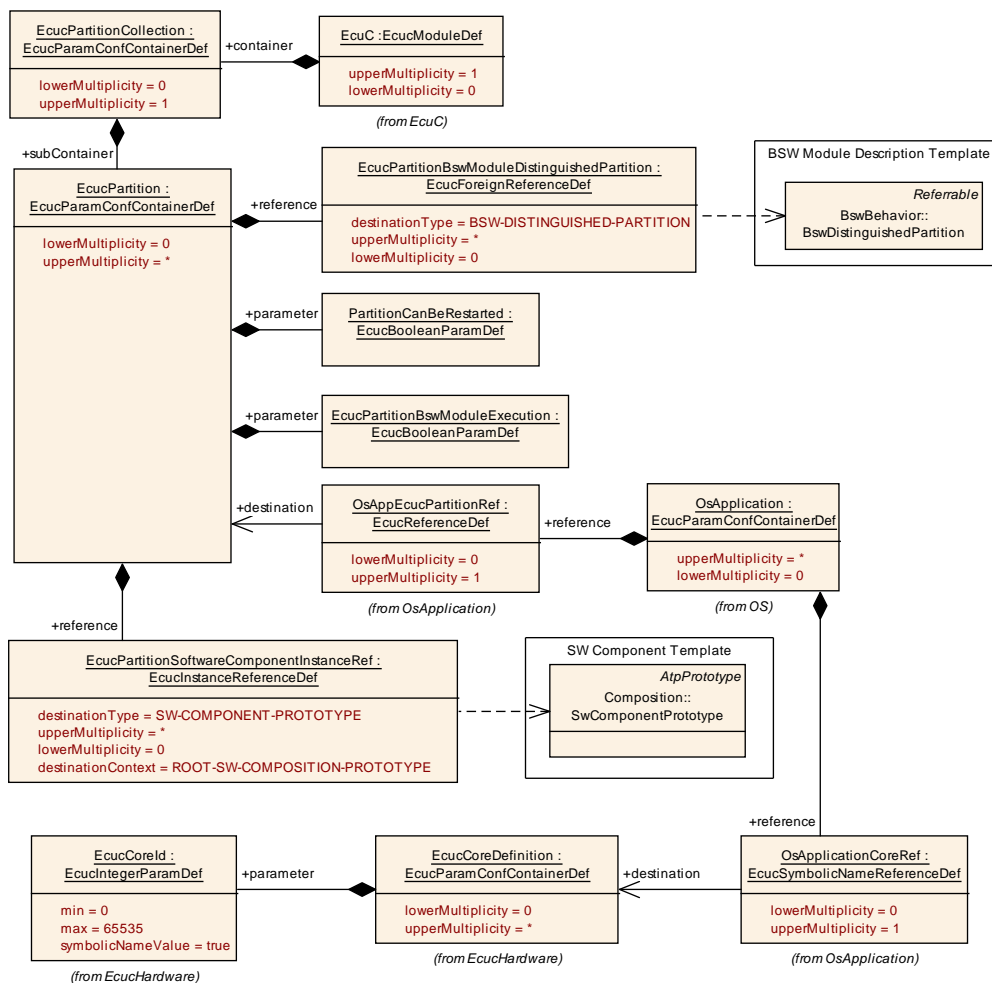 EcucPartitionCollection :
EcucParamConfContainerDef
lowerMultiplicity = 0
upperMultiplicity = 1
+container
EcuC :EcucModuleDef
upperMultiplicity = 1
lowerMultiplicity = 0
(from EcuC)
+subContainer
EcucPartition :
EcucParamConfContainerDef
lowerMultiplicity = 0
upperMultiplicity = *
+reference
EcucPartitionBswModuleDistinguishedPartition :
EcucForeignReferenceDef
destinationType = BSW-DISTINGUISHED-PARTITION
upperMultiplicity = *
lowerMultiplicity = 0
BSW Module Description Template
Referrable
BswBehavior::
BswDistinguishedPartition
+parameter
PartitionCanBeRestarted :
EcucBooleanParamDef
+parameter
EcucPartitionBswModuleExecution :
EcucBooleanParamDef
+destination
OsAppEcucPartitionRef :
EcucReferenceDef
lowerMultiplicity = 0
upperMultiplicity = 1
(from OsApplication)
+reference
OsApplication :
EcucParamConfContainerDef
upperMultiplicity = *
lowerMultiplicity = 0
(from OS)
+reference
EcucPartitionSoftwareComponentInstanceRef :
EcucInstanceReferenceDef
destinationType = SW-COMPONENT-PROTOTYPE
upperMultiplicity = *
lowerMultiplicity = 0
destinationContext = ROOT-SW-COMPOSITION-PROTOTYPE
SW Component Template
AtpPrototype
Composition::
SwComponentPrototype
+reference
EcucCoreId :
EcucIntegerParamDef
min = 0
max = 65535
symbolicNameValue = true
(from EcucHardware)
+parameter
EcucCoreDefinition :
EcucParamConfContainerDef
lowerMultiplicity = 0
upperMultiplicity = *
(from EcucHardware)
+destination
OsApplicationCoreRef :
EcucSymbolicNameReferenceDef
lowerMultiplicity = 0
upperMultiplicity = 1
(from OsApplication)